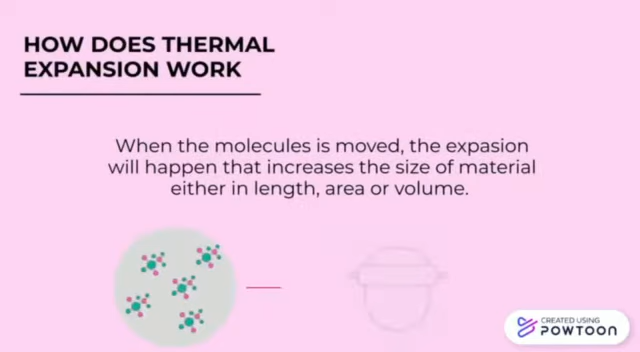 HOW DOES THERMAL
EXPANSION WORK
When the molecules is moved, the expasion
will happen that increases the size of material
either in length, area or volume.
CREATED USING
POWTOON